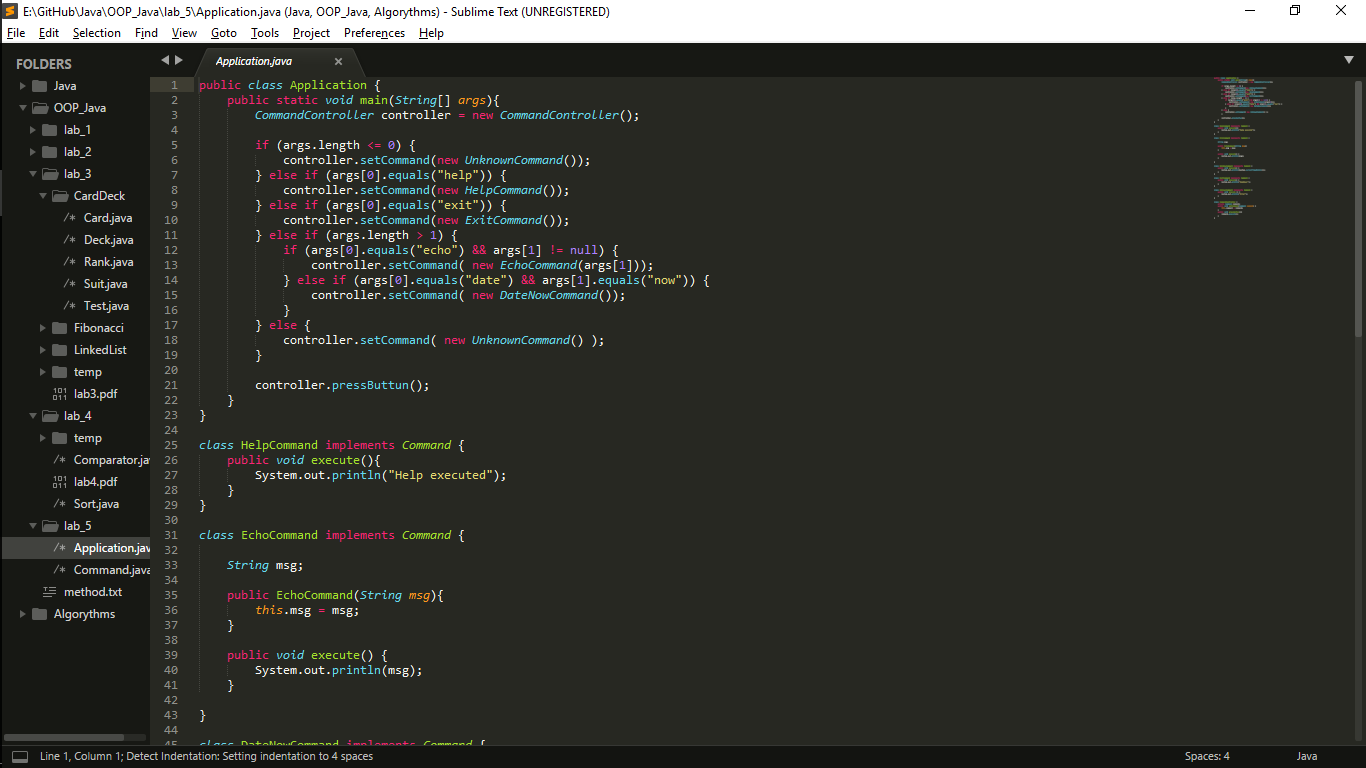 E:\GitHub\Java\OOP_Java\lab_5\Application.java (Java, OOP_Java, Algorythms) - Sublime Text (UNREGISTERED)
File Edit Selection Find View Goto Tools Project Preferences Help
FOLDERS
Java
OOP_Java
lab_1
lab_2
lab_3
CardDeck
/* Card.java
/* Deck.java
/* Rank.java
/* Suit.java
/* Test.java
Fibonacci
LinkedList
temp
lab3.pdf
lab_4
temp
/* Comparator.ja
lab4.pdf
/* Sort.java
lab_5
/* Application.jav
/* Command.java
method.txt
Algorythms
Application.java
1 public class Application {
2     public static void main(String[] args){
3         CommandController controller = new CommandController();
4
5         if (args.length <= 0) {
6             controller.setCommand(new UnknownCommand());
7         } else if (args[0].equals("help")) {
8             controller.setCommand(new HelpCommand());
9         } else if (args[0].equals("exit")) {
10             controller.setCommand(new ExitCommand());
11         } else if (args.length > 1) {
12             if (args[0].equals("echo") && args[1] != null) {
13                 controller.setCommand( new EchoCommand(args[1]));
14             } else if (args[0].equals("date") && args[1].equals("now")) {
15                 controller.setCommand( new DateNowCommand());
16             }
17         } else {
18             controller.setCommand( new UnknownCommand() );
19         }
20
21         controller.pressButtun();
22     }
23 }
24
25 class HelpCommand implements Command {
26     public void execute(){
27         System.out.println("Help executed");
28     }
29 }
30
31 class EchoCommand implements Command {
32
33     String msg;
34
35     public EchoCommand(String msg){
36         this.msg = msg;
37     }
38
39     public void execute() {
40         System.out.println(msg);
41     }
42
43 }
44
45 class DateNowCommand implements Command {
Line 1, Column 1; Detect Indentation: Setting indentation to 4 spaces
Spaces: 4
Java